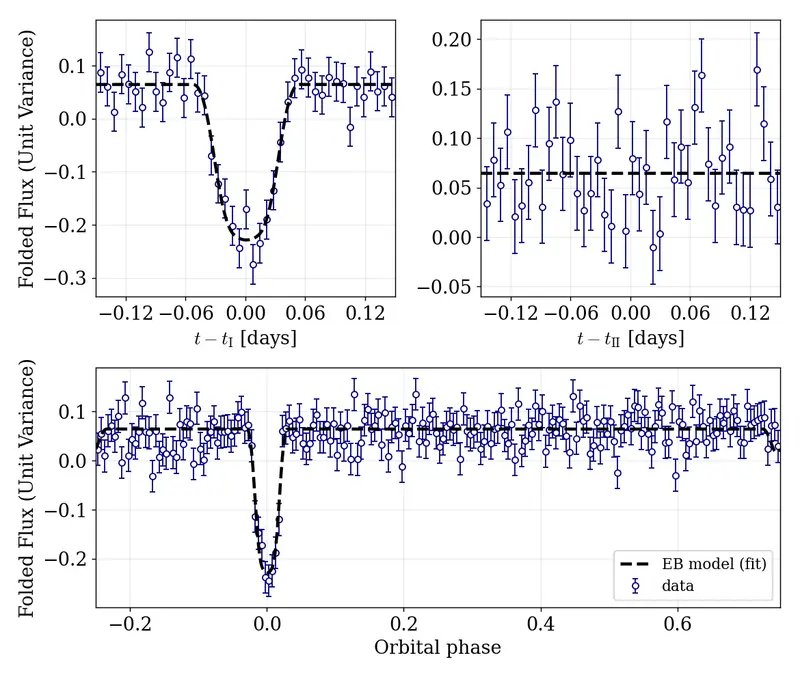 Folded Flux (Unit Variance)
0.1
0.0
−0.1
−0.2
−0.3
−0.12 −0.06 0.00 0.06 0.12
t − tI [days]
0.20
0.15
0.10
0.05
0.00
−0.05
−0.12 −0.06 0.00 0.06 0.12
t − tII [days]
Folded Flux (Unit Variance)
0.1
0.0
−0.1
−0.2
−0.2 0.0 0.2 0.4 0.6
Orbital phase
EB model (fit)
data